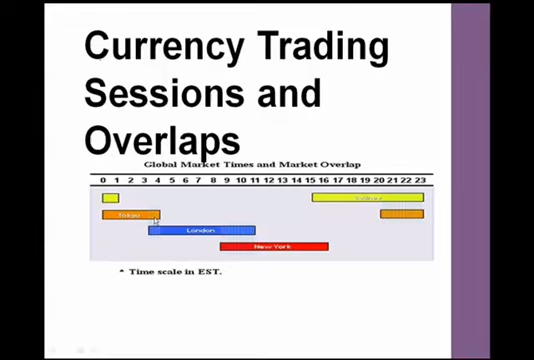 Currency Trading
Sessions and
Overlaps
Global Market Times and Market Overlap
0 1 2 3 4 5 6 7 8 9 10 11 12 13 14 15 16 17 18 19 20 21 22 23
Sydney
Tokyo
London
New York
* Time scale in EST.